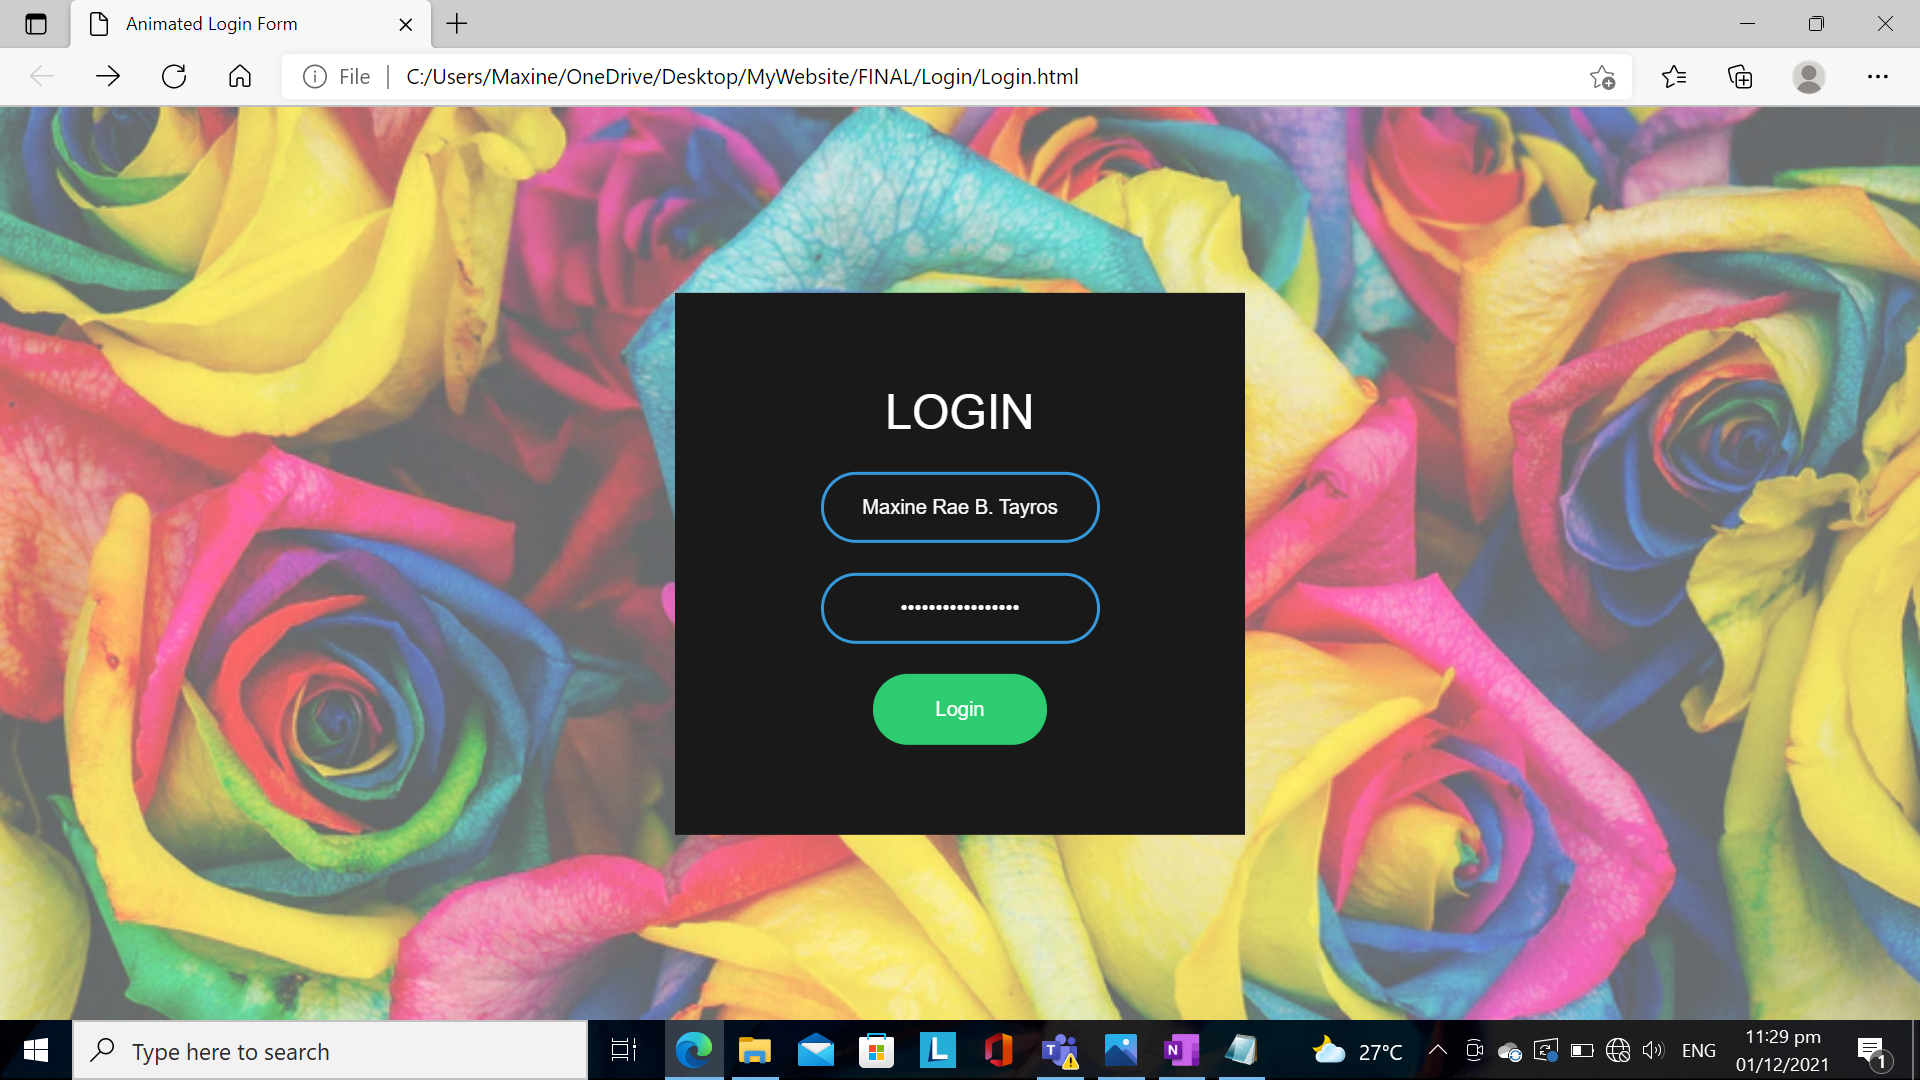 Animated Login Form
File
C:/Users/Maxine/OneDrive/Desktop/MyWebsite/FINAL/Login/Login.html
LOGIN
Maxine Rae B. Tayros
•••••••••••••••••
Login
Type here to search
L
T
N
27°C
ENG
11:29 pm
01/12/2021
1